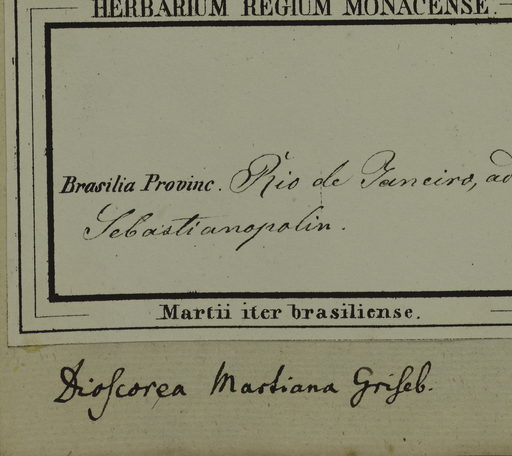 HERBARIUM REGIUM MONACENSE.
Brasilia Provinc. Rio de Janeiro, ad
Sebastianopolin.
Martii iter brasiliense.
Dioſcorea Martiana Griſeb.